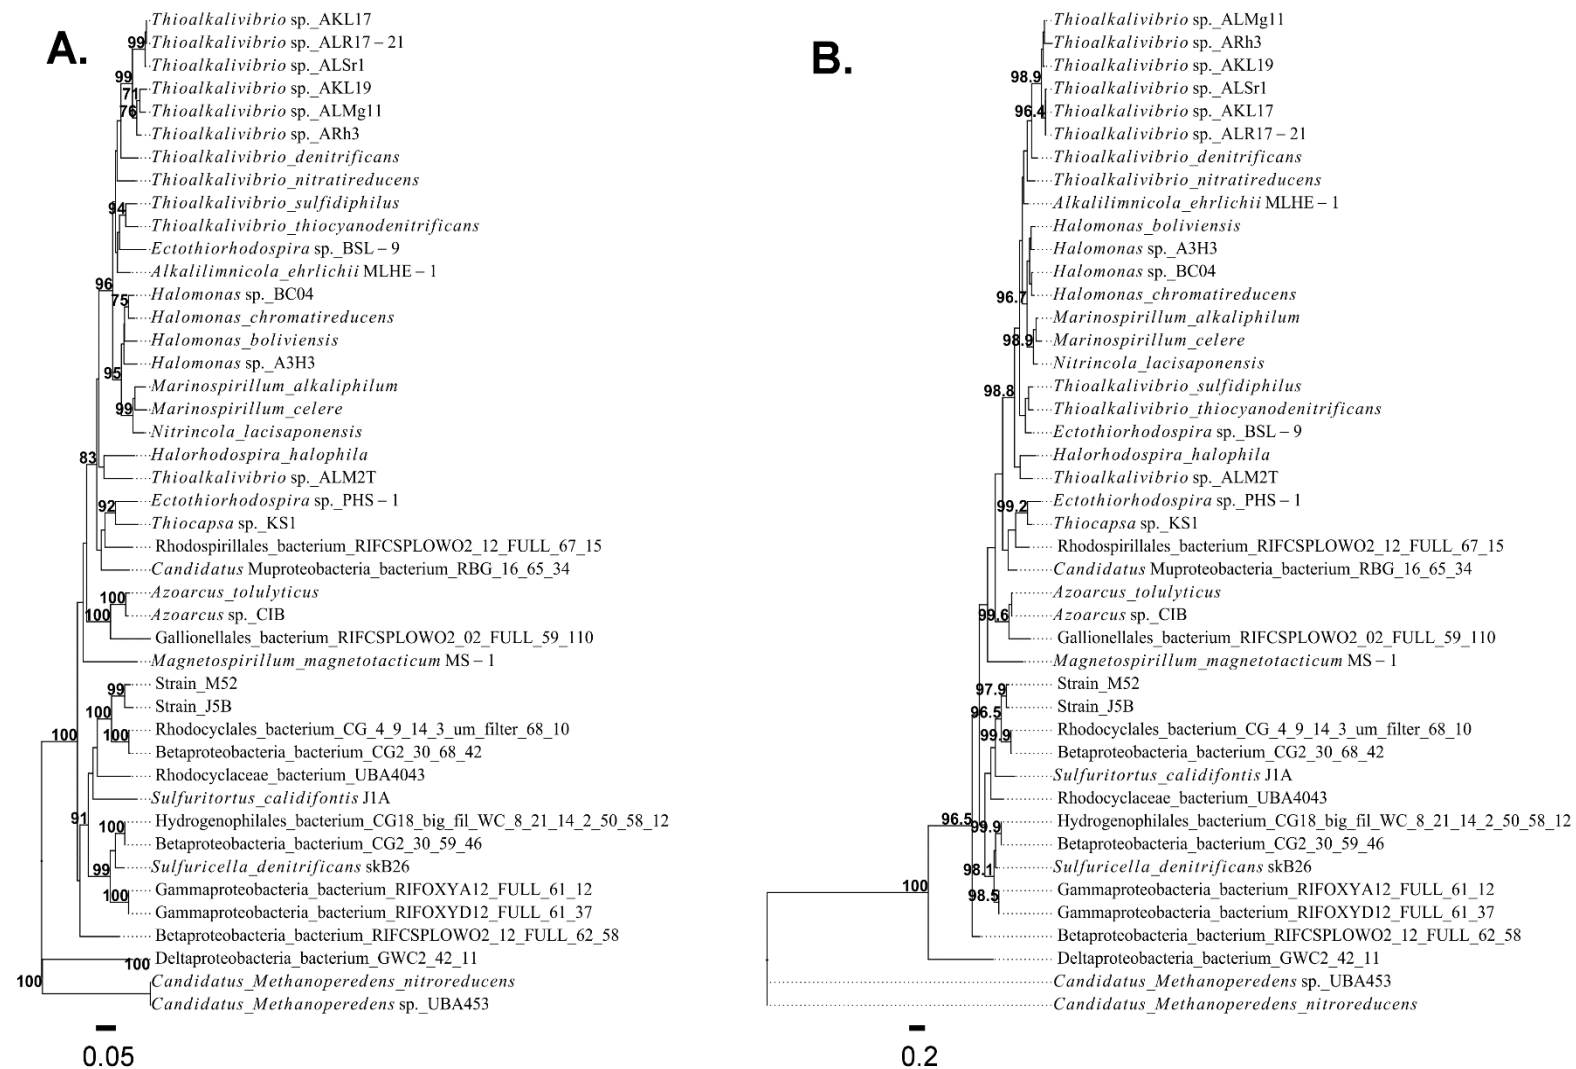 A.
Thioalkalivibrio sp._AKL17
99
Thioalkalivibrio sp._ALR17 – 21
Thioalkalivibrio sp._ALSr1
99
Thioalkalivibrio sp._AKL19
71
76
Thioalkalivibrio sp._ALMg11
Thioalkalivibrio sp._ARh3
Thioalkalivibrio_denitrificans
Thioalkalivibrio_nitratireducens
94
Thioalkalivibrio_sulfidiphilus
Thioalkalivibrio_thiocyanodenitrificans
Ectothiorhodospira sp._BSL – 9
Alkalilimnicola_ehrlichii MLHE – 1
96
75
Halomonas sp._BC04
Halomonas_chromatireducens
Halomonas_boliviensis
Halomonas sp._A3H3
95
Marinospirillum_alkaliphilum
99
Marinospirillum_celere
Nitrincola_lacisaponensis
83
Halorhodospira_halophila
Thioalkalivibrio sp._ALM2T
92
Ectothiorhodospira sp._PHS – 1
Thiocapsa sp._KS1
Rhodospirillales_bacterium_RIFCSPLOWO2_12_FULL_67_15
Candidatus Muproteobacteria_bacterium_RBG_16_65_34
100
Azoarcus_tolulyticus
100
Azoarcus sp._CIB
Gallionellales_bacterium_RIFCSPLOWO2_02_FULL_59_110
Magnetospirillum_magnetotacticum MS – 1
99
Strain_M52
100
Strain_J5B
100
100
Rhodocyclales_bacterium_CG_4_9_14_3_um_filter_68_10
Betaproteobacteria_bacterium_CG2_30_68_42
Rhodocyclaceae_bacterium_UBA4043
Sulfuritortus_calidifontis J1A
91
100
Hydrogenophilales_bacterium_CG18_big_fil_WC_8_21_14_2_50_58_12
Betaproteobacteria_bacterium_CG2_30_59_46
99
Sulfuricella_denitrificans skB26
100
Gammaproteobacteria_bacterium_RIFOXYA12_FULL_61_12
Gammaproteobacteria_bacterium_RIFOXYD12_FULL_61_37
Betaproteobacteria_bacterium_RIFCSPLOWO2_12_FULL_62_58
100
Deltaproteobacteria_bacterium_GWC2_42_11
100
Candidatus_Methanoperedens_nitroreducens
Candidatus_Methanoperedens sp._UBA453
0.05
B.
Thioalkalivibrio sp._ALMg11
Thioalkalivibrio sp._ARh3
98.9
Thioalkalivibrio sp._AKL19
Thioalkalivibrio sp._ALSr1
96.4
Thioalkalivibrio sp._AKL17
Thioalkalivibrio sp._ALR17 – 21
Thioalkalivibrio_denitrificans
Thioalkalivibrio_nitratireducens
Alkalilimnicola_ehrlichii MLHE – 1
Halomonas_boliviensis
Halomonas sp._A3H3
Halomonas sp._BC04
96.7
Halomonas_chromatireducens
Marinospirillum_alkaliphilum
98.9
Marinospirillum_celere
Nitrincola_lacisaponensis
98.8
Thioalkalivibrio_sulfidiphilus
Thioalkalivibrio_thiocyanodenitrificans
Ectothiorhodospira sp._BSL – 9
Halorhodospira_halophila
Thioalkalivibrio sp._ALM2T
99.2
Ectothiorhodospira sp._PHS – 1
Thiocapsa sp._KS1
Rhodospirillales_bacterium_RIFCSPLOWO2_12_FULL_67_15
Candidatus Muproteobacteria_bacterium_RBG_16_65_34
Azoarcus_tolulyticus
99.6
Azoarcus sp._CIB
Gallionellales_bacterium_RIFCSPLOWO2_02_FULL_59_110
Magnetospirillum_magnetotacticum MS – 1
97.9
Strain_M52
96.5
Strain_J5B
99.9
Rhodocyclales_bacterium_CG_4_9_14_3_um_filter_68_10
Betaproteobacteria_bacterium_CG2_30_68_42
Sulfuritortus_calidifontis J1A
Rhodocyclaceae_bacterium_UBA4043
96.5
99.9
Hydrogenophilales_bacterium_CG18_big_fil_WC_8_21_14_2_50_58_12
Betaproteobacteria_bacterium_CG2_30_59_46
98.1
Sulfuricella_denitrificans skB26
100
98.5
Gammaproteobacteria_bacterium_RIFOXYA12_FULL_61_12
Gammaproteobacteria_bacterium_RIFOXYD12_FULL_61_37
Betaproteobacteria_bacterium_RIFCSPLOWO2_12_FULL_62_58
Deltaproteobacteria_bacterium_GWC2_42_11
Candidatus_Methanoperedens sp._UBA453
Candidatus_Methanoperedens_nitroreducens
0.2